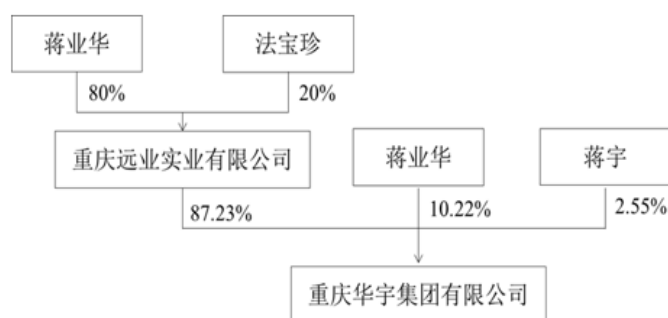 蒋业华
法宝珍
80%
20%
重庆远业实业有限公司
蒋业华
蒋宇
87.23%
10.22%
2.55%
重庆华宇集团有限公司